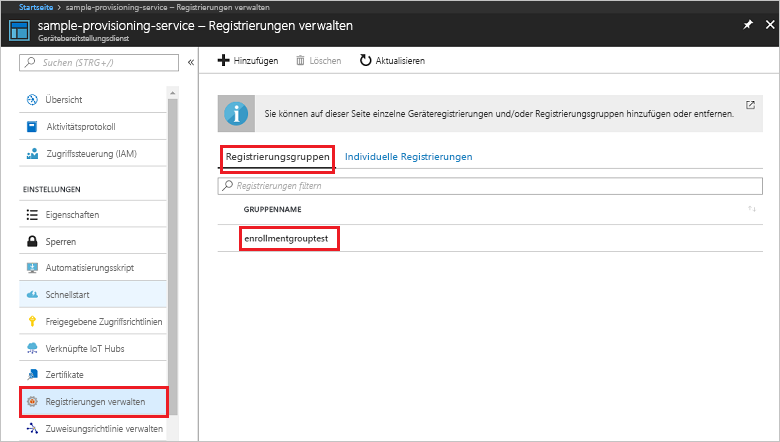 Startseite > sample-provisioning-service – Registrierungen verwalten
sample-provisioning-service – Registrierungen verwalten
Gerätebereitstellungsdienst
Suchen (STRG+/)
Übersicht
Aktivitätsprotokoll
Zugriffssteuerung (IAM)
EINSTELLUNGEN
Eigenschaften
Sperren
Automatisierungsskript
Schnellstart
Freigegebene Zugriffsrichtlinien
Verknüpfte IoT Hubs
Zertifikate
Registrierungen verwalten
Zuweisungsrichtlinie verwalten
Hinzufügen Löschen Aktualisieren
Sie können auf dieser Seite einzelne Geräteregistrierungen und/oder Registrierungsgruppen hinzufügen oder entfernen.
Registrierungsgruppen Individuelle Registrierungen
Registrierungen filtern
GRUPPENNAME
enrollmentgrouptest